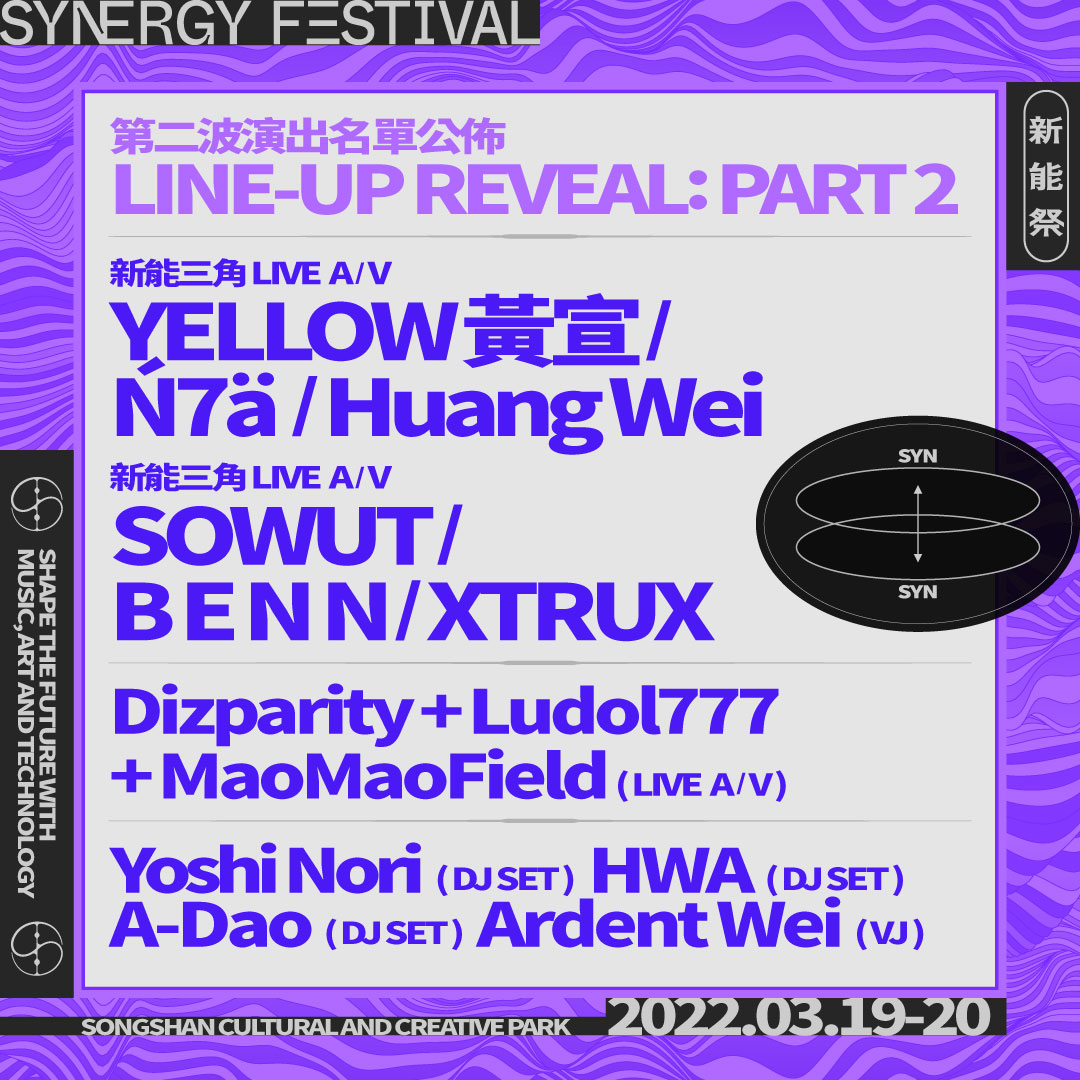 SYNERGY FESTIVAL
新能祭
第二波演出名單公佈
LINE-UP REVEAL: PART 2
新能三角 LIVE A/V
YELLOW 黃宣 /
Ń7ä / Huang Wei
新能三角 LIVE A/V
SOWUT /
BENN / XTRUX
SYN
SYN
Dizparity + Ludol777
+ MaoMaoField (LIVE A/V)
Yoshi Nori (DJ SET) HWA (DJ SET)
A-Dao (DJ SET) Ardent Wei (VJ)
SHAPE THE FUTURE WITH
MUSIC, ART AND TECHNOLOGY
SONGSHAN CULTURAL AND CREATIVE PARK
2022.03.19-20